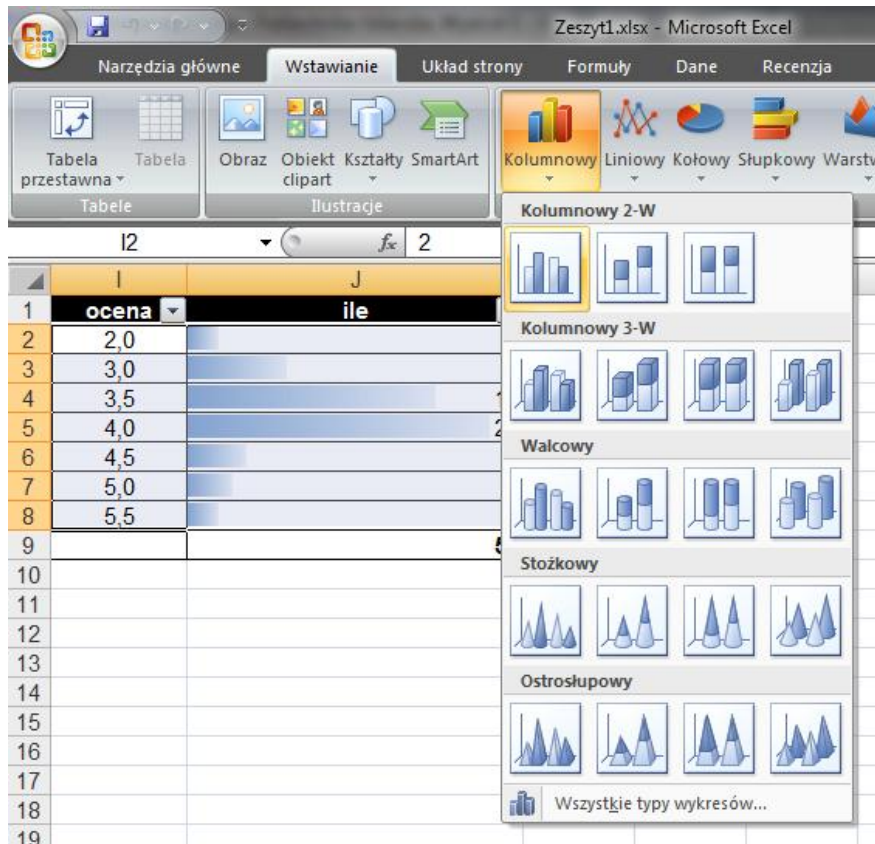 Zeszyt1.xlsx - Microsoft Excel
Narzędzia główne Wstawianie Układ strony Formuły Dane Recenzja
Tabela przestawna Tabela Obraz Obiekt clipart Kształty SmartArt Kolumnowy Liniowy Kołowy Słupkowy
Tabele Ilustracje
Kolumnowy 2-W
I2 fx 2
I J
1 ocena ile
Kolumnowy 3-W
2 2,0
3 3,0
4 3,5
5 4,0
6 4,5
7 5,0
8 5,5
9
10
11
12
13
14
15
16
17
18
19
Walcowy
Stożkowy
Ostrosłupowy
Wszystkie typy wykresów...